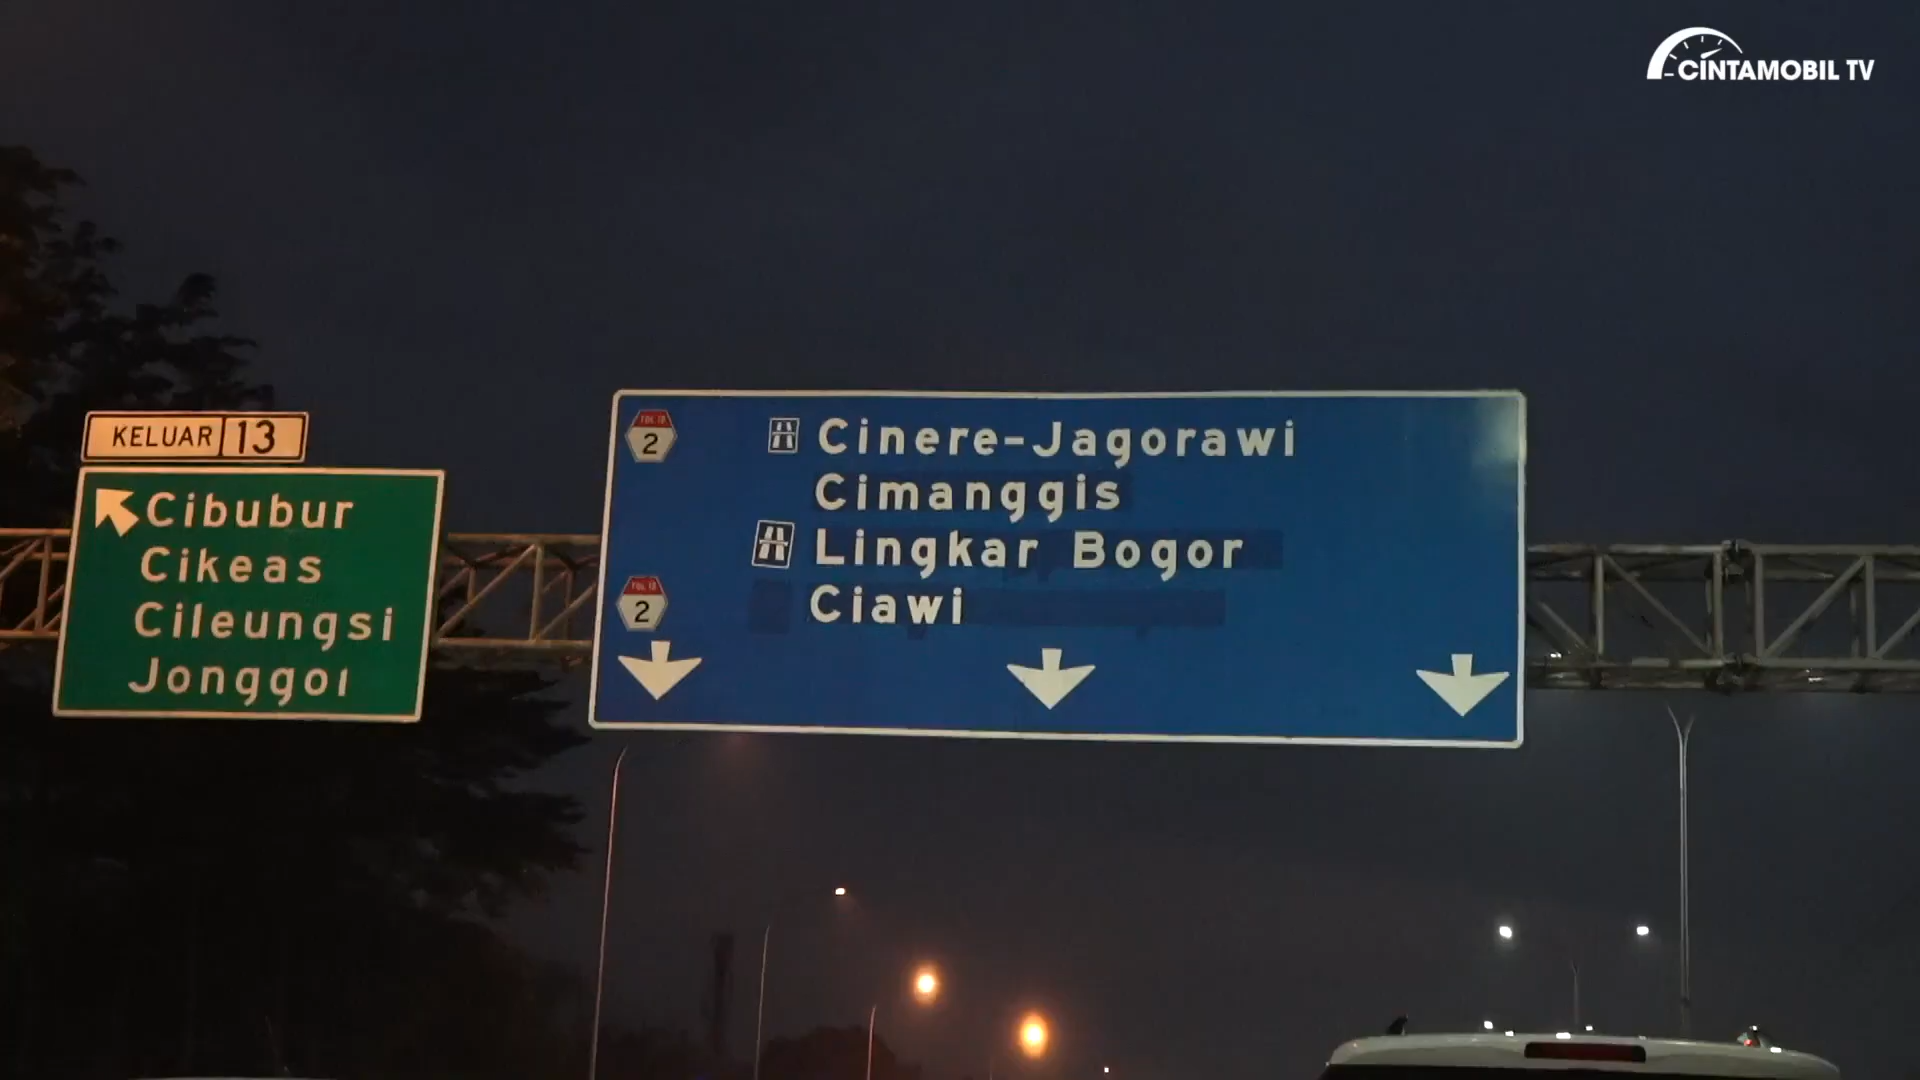 CINTAMOBIL TV
KELUAR 13
Cibubur
Cikeas
Cileungsi
Jonggol
2
Cinere-Jagorawi
Cimanggis
Lingkar Bogor
2
Ciawi